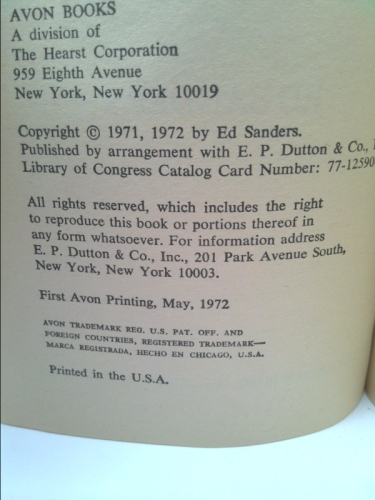 AVON BOOKS
A division of
The Hearst Corporation
959 Eighth Avenue
New York, New York 10019
Copyright © 1971, 1972 by Ed Sanders.
Published by arrangement with E. P. Dutton & Co.,
Library of Congress Catalog Card Number: 77-12590
All rights reserved, which includes the right
to reproduce this book or portions thereof in
any form whatsoever. For information address
E. P. Dutton & Co., Inc., 201 Park Avenue South,
New York, New York 10003.
First Avon Printing, May, 1972
AVON TRADEMARK REG. U.S. PAT. OFF. AND
FOREIGN COUNTRIES, REGISTERED TRADEMARK—
MARCA REGISTRADA, HECHO EN CHICAGO, U.S.A.
Printed in the U.S.A.